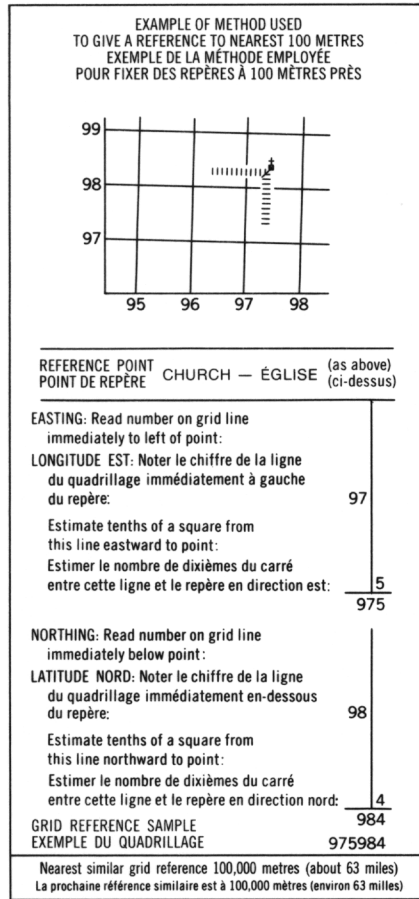 EXAMPLE OF METHOD USED
TO GIVE A REFERENCE TO NEAREST 100 METRES
EXEMPLE DE LA MÉTHODE EMPLOYÉE
POUR FIXER DES REPÈRES À 100 MÈTRES PRÈS
99
98
97
95 96 97 98
REFERENCE POINT
POINT DE REPÈRE
CHURCH — ÉGLISE
(as above)
(ci-dessus)
EASTING: Read number on grid line
immediately to left of point:
LONGITUDE EST: Noter le chiffre de la ligne
du quadrillage immédiatement à gauche
du repère: 97
Estimate tenths of a square from
this line eastward to point:
Estimer le nombre de dixièmes du carré
entre cette ligne et le repère en direction est: 5
975
NORTHING: Read number on grid line
immediately below point:
LATITUDE NORD: Noter le chiffre de la ligne
du quadrillage immédiatement en-dessous
du repère: 98
Estimate tenths of a square from
this line northward to point:
Estimer le nombre de dixièmes du carré
entre cette ligne et le repère en direction nord: 4
984
GRID REFERENCE SAMPLE
EXEMPLE DU QUADRILLAGE 975984
Nearest similar grid reference 100,000 metres (about 63 miles)
La prochaine référence similaire est à 100,000 mètres (environ 63 miles)